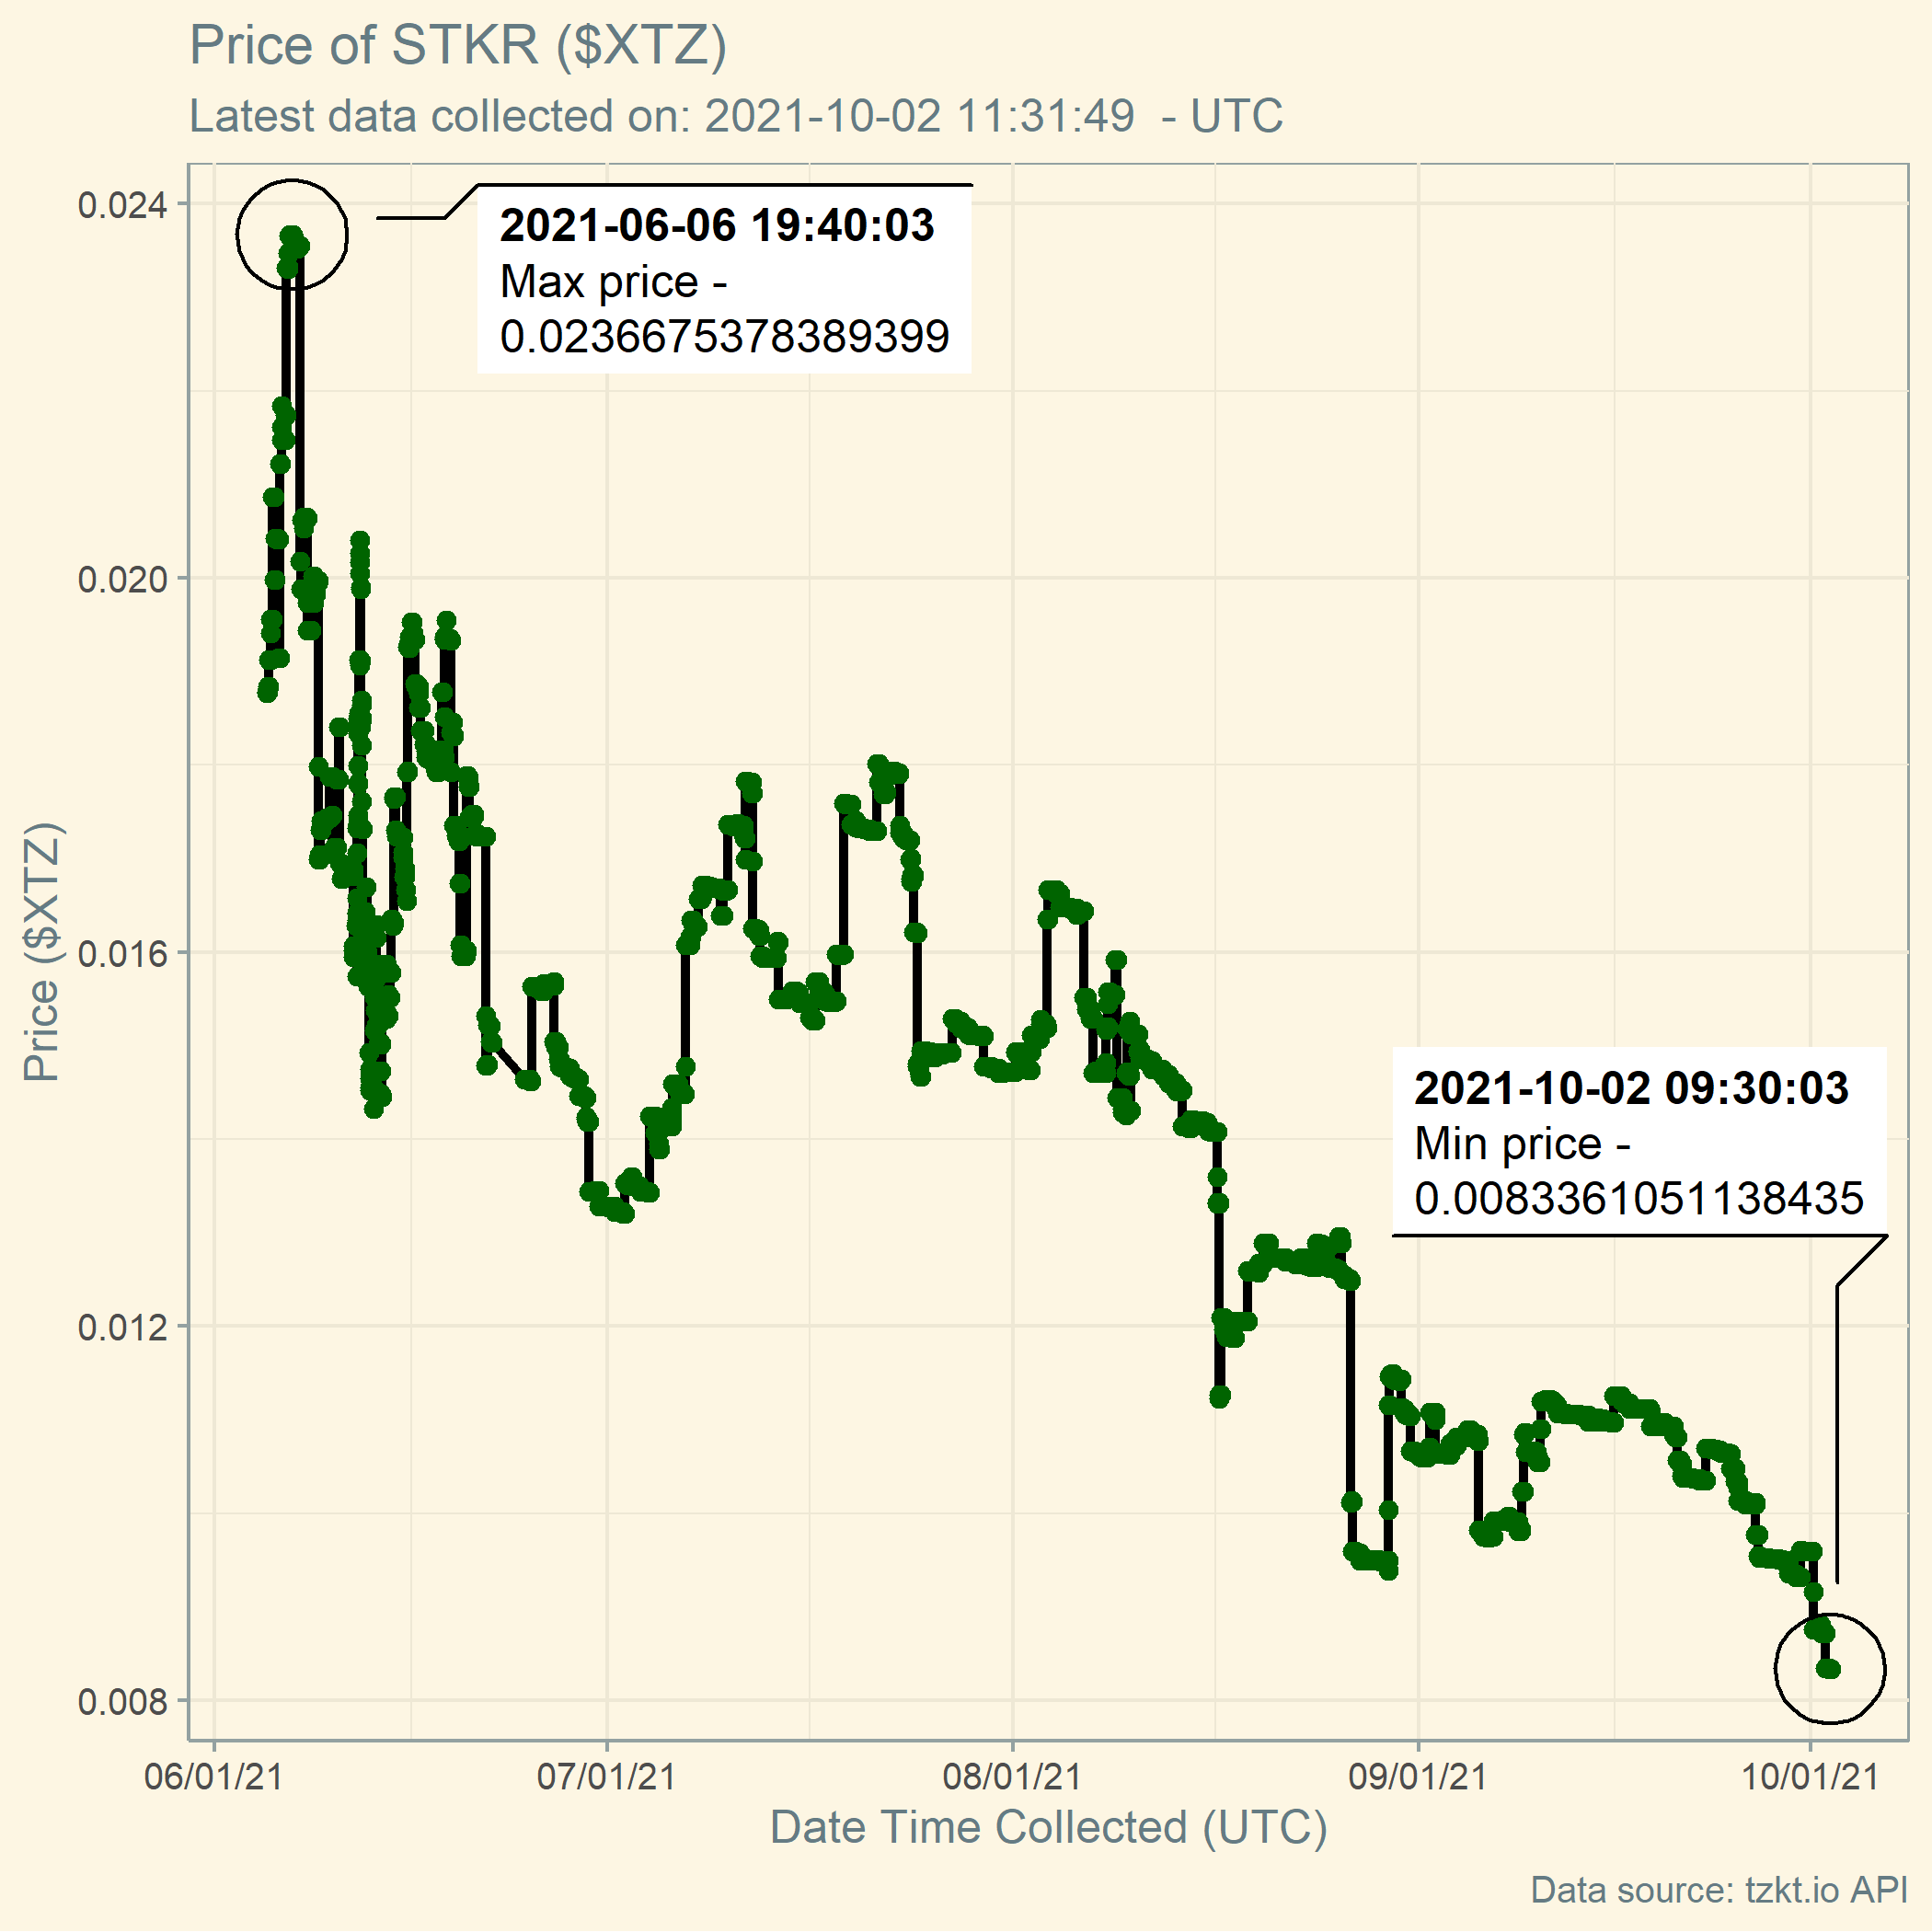 Price of STKR ($XTZ)
Latest data collected on: 2021-10-02 11:31:49  - UTC
2021-06-06 19:40:03
Max price -
0.0236675378389399
2021-10-02 09:30:03
Min price -
0.0083361051138435
Price ($XTZ)
0.024
0.020
0.016
0.012
0.008
06/01/21
07/01/21
08/01/21
09/01/21
10/01/21
Date Time Collected (UTC)
Data source: tzkt.io API